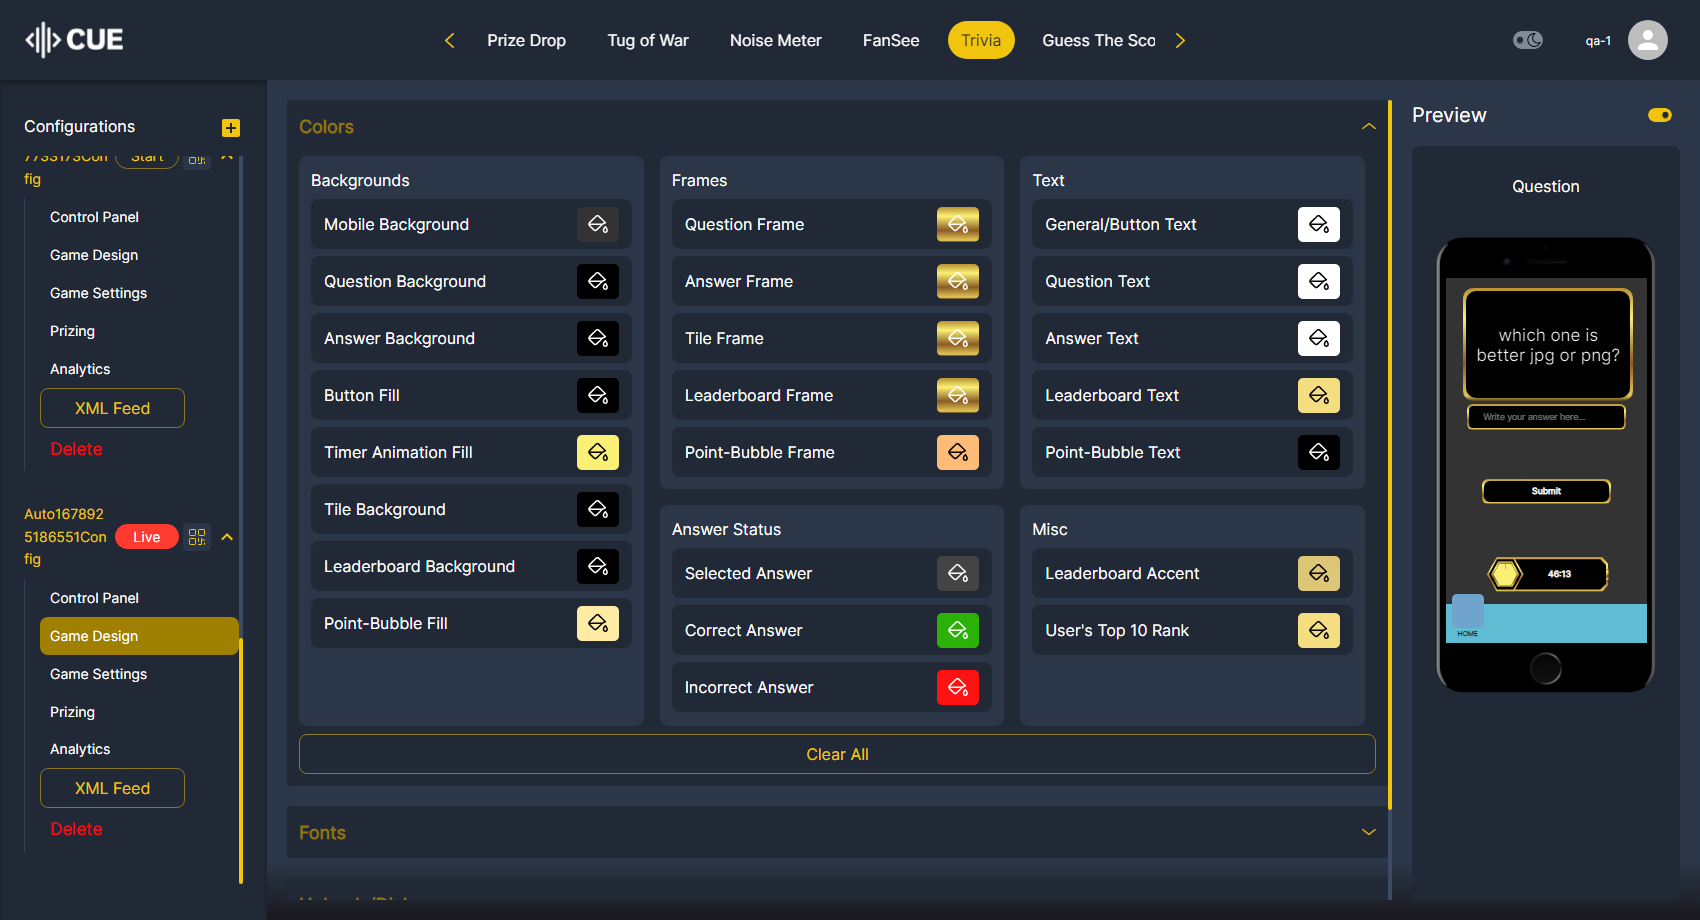 CUE
Prize Drop
Tug of War
Noise Meter
FanSee
Trivia
Guess The Sco
qa-1
Configurations
Start
fig
Control Panel
Game Design
Game Settings
Prizing
Analytics
XML Feed
Delete
Auto167892
5186551Con
fig
Live
Control Panel
Game Design
Game Settings
Prizing
Analytics
XML Feed
Delete
Colors
Backgrounds
Mobile Background
Question Background
Answer Background
Button Fill
Timer Animation Fill
Tile Background
Leaderboard Background
Point-Bubble Fill
Frames
Question Frame
Answer Frame
Tile Frame
Leaderboard Frame
Point-Bubble Frame
Text
General/Button Text
Question Text
Answer Text
Leaderboard Text
Point-Bubble Text
Answer Status
Selected Answer
Correct Answer
Incorrect Answer
Misc
Leaderboard Accent
User's Top 10 Rank
Clear All
Fonts
Preview
Question
which one is
better jpg or png?
Write your answer here...
Submit
46:13
HOME